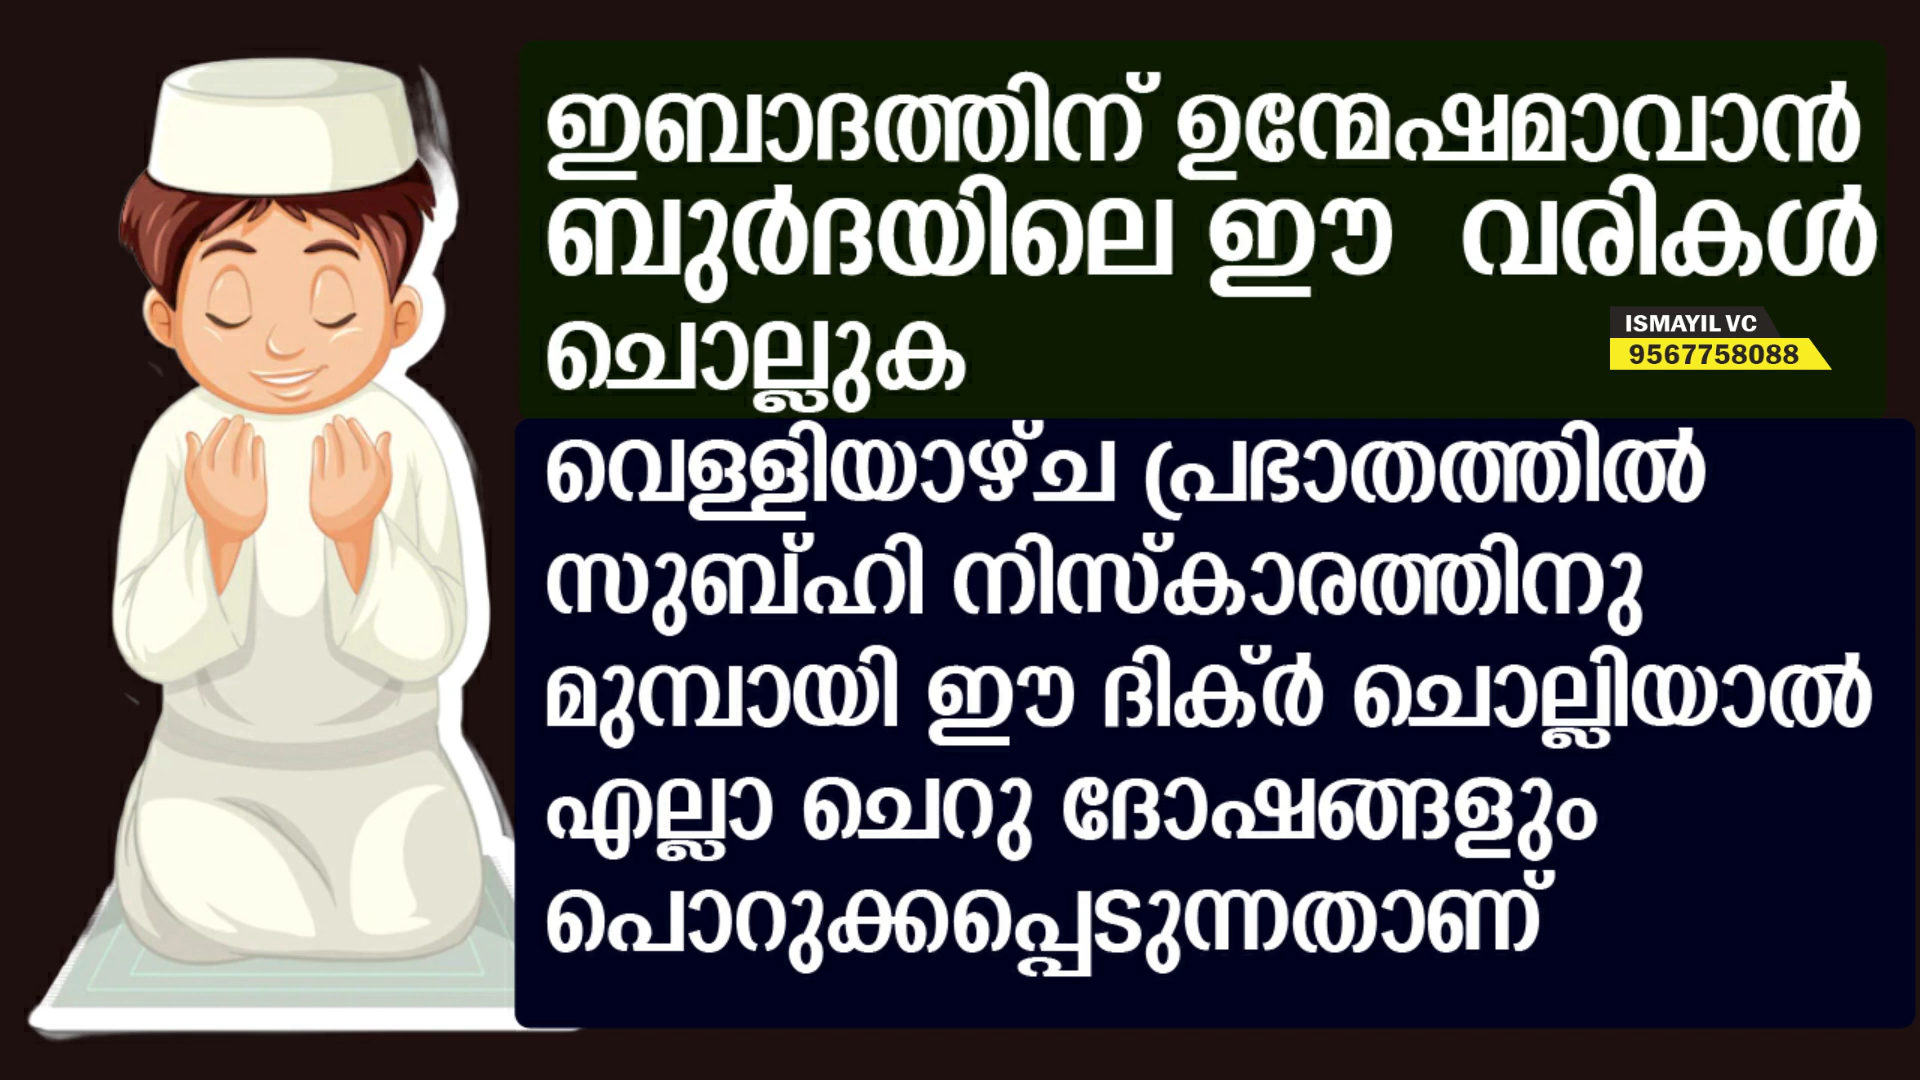 ഇബാദത്തിന് ഉന്മേഷമാവാൻ
ബുർദയിലെ ഈ വരികൾ
ചൊല്ലുക
ISMAYIL VC
9567758088
വെള്ളിയാഴ്ച പ്രഭാതത്തിൽ
സുബ്ഹി നിസ്കാരത്തിനു
മുമ്പായി ഈ ദിക്ർ ചൊല്ലിയാൽ
എല്ലാ ചെറു ദോഷങ്ങളും
പൊറുക്കപ്പെടുന്നതാണ്